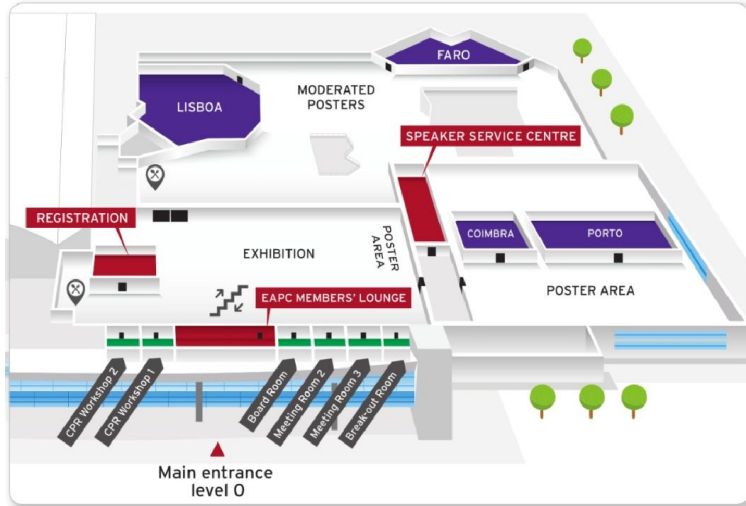 FARO
LISBOA
MODERATED
POSTERS
SPEAKER SERVICE CENTRE
REGISTRATION
EXHIBITION
POSTER
AREA
COIMBRA
PORTO
POSTER AREA
EAPC MEMBERS' LOUNGE
CPR Workshop 2
CPR Workshop 1
Board Room
Meeting Room 2
Meeting Room 3
Break-out Room
Main entrance
level 0